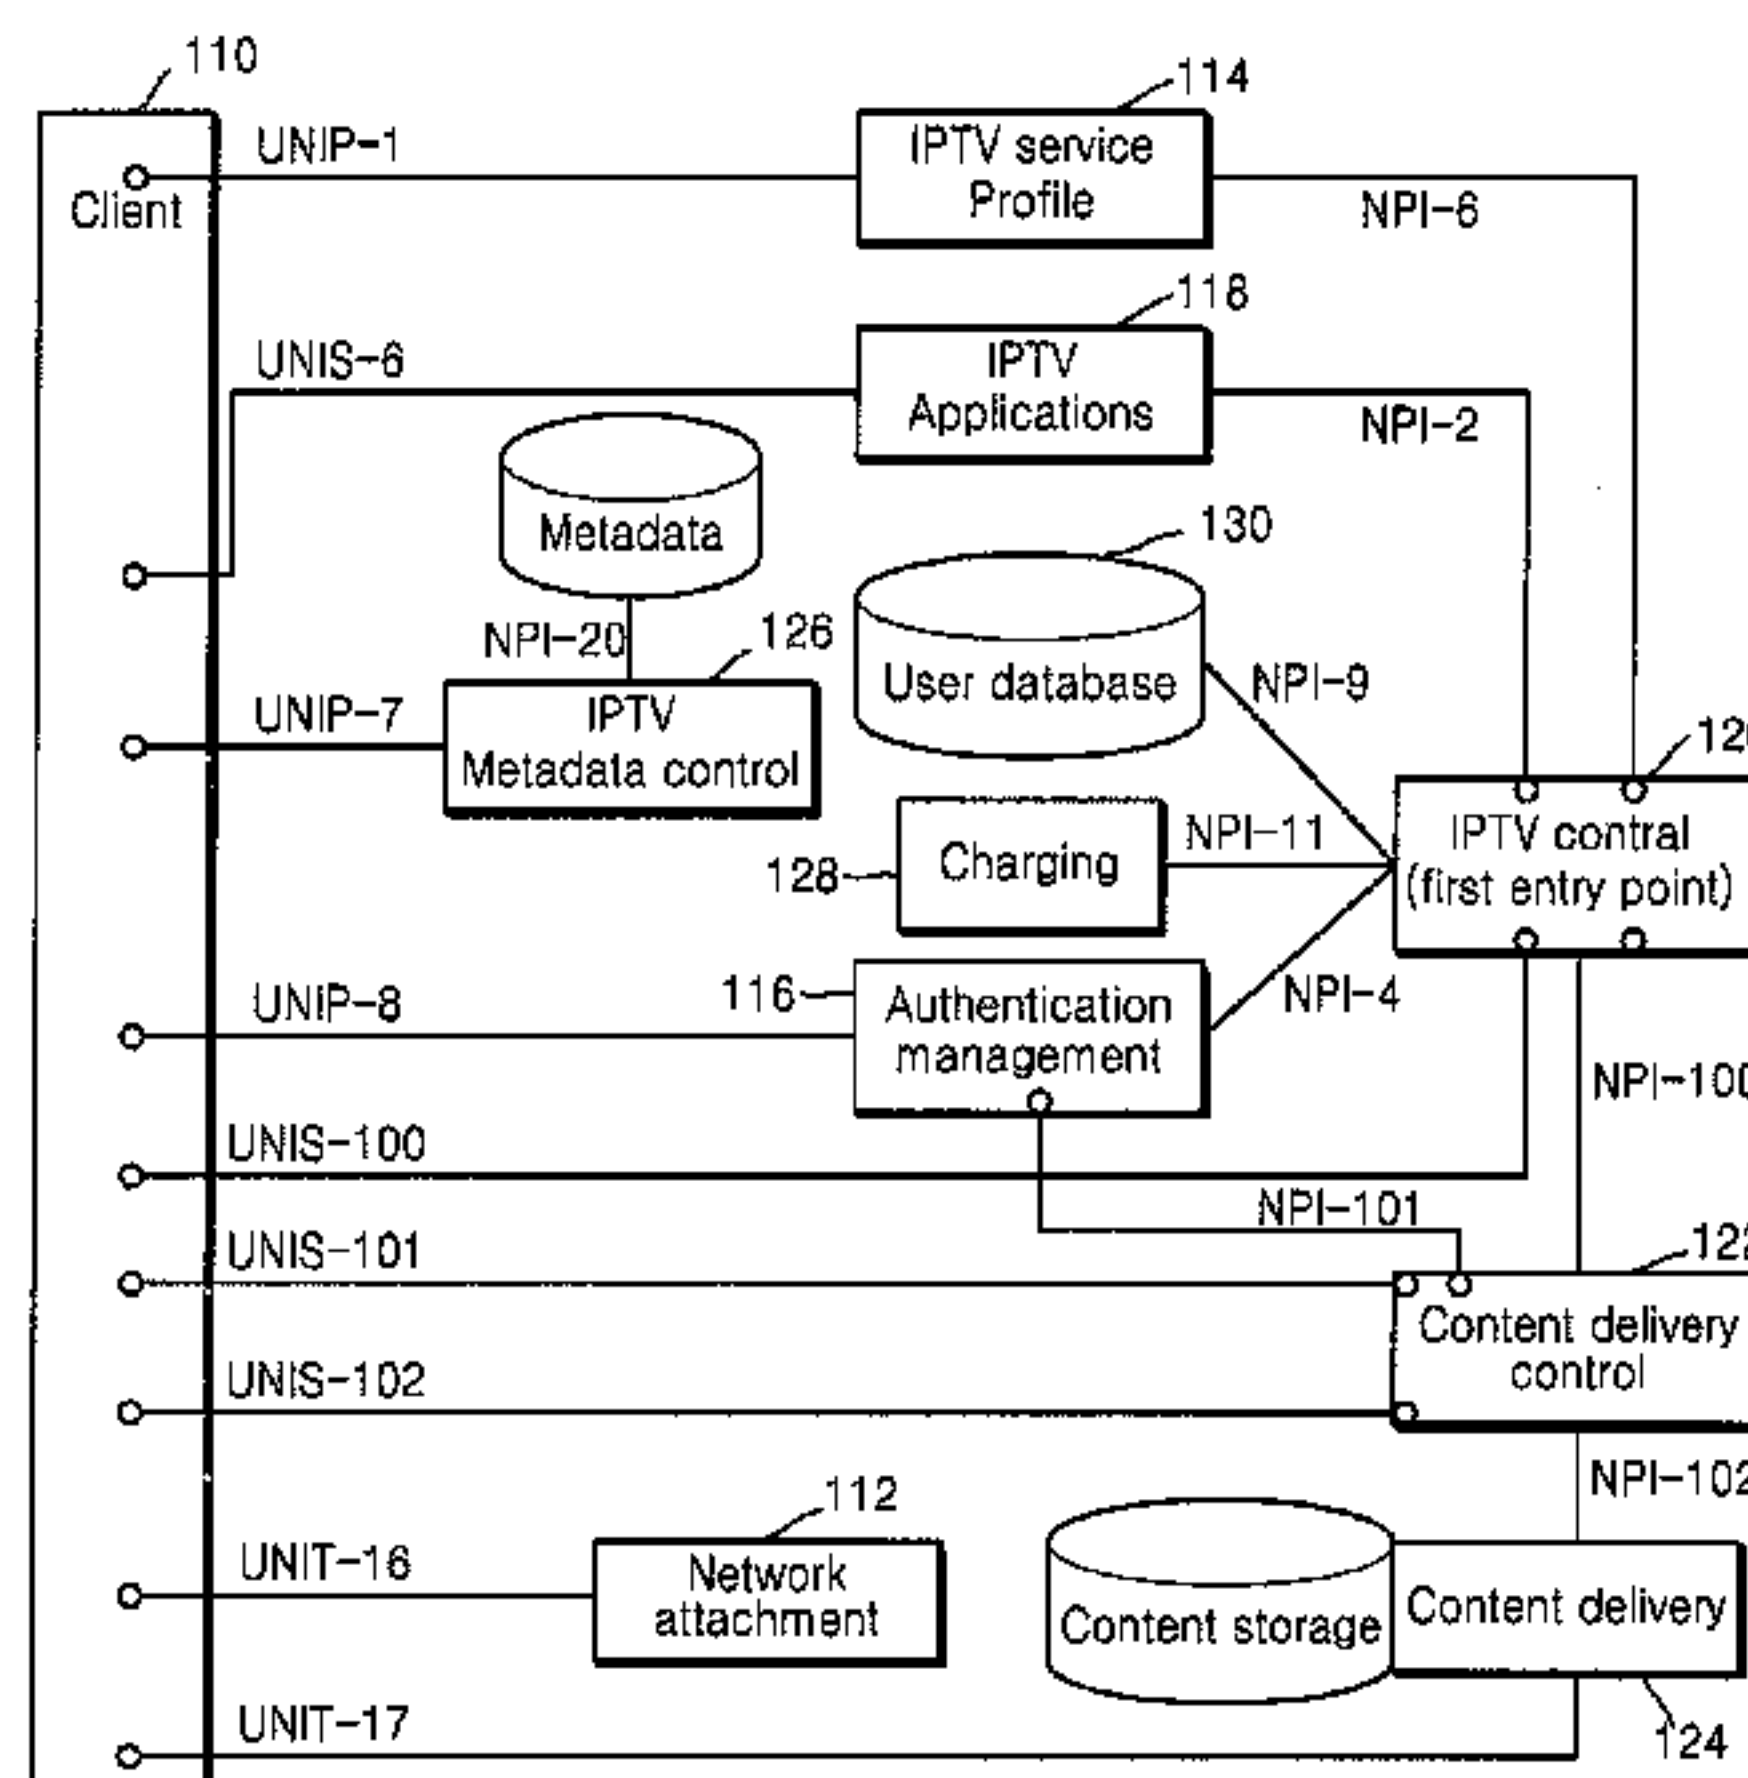 110
114
UNIP-1
IPTV service
Profile
Client
NPI-6
118
UNIS-6
IPTV
Applications
NPI-2
Metadata
130
NPI-20
126
User database
NPI-9
UNIP-7
IPTV
Metadata control
NPI-11
IPTV contral
(first entry point)
128
Charging
116
UNIP-8
Authentication
management
NPI-4
UNIS-100
NPI-101
UNIS-101
Content delivery
control
UNIS-102
112
UNIT-16
Network
attachment
Content storage
Content delivery
UNIT-17
124